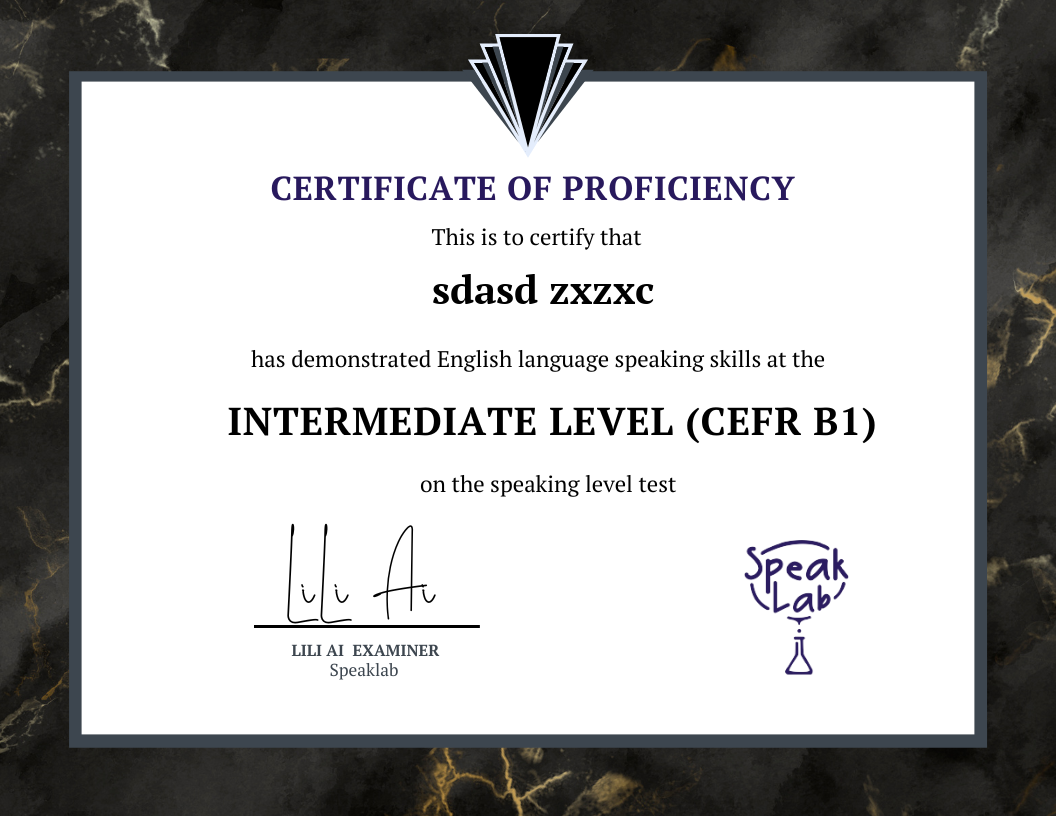 CERTIFICATE OF PROFICIENCY
This is to certify that
sdasd zxzxc
has demonstrated English language speaking skills at the
INTERMEDIATE LEVEL (CEFR B1)
on the speaking level test
LiLi Ai
LILI AI  EXAMINER
Speaklab
Speak
Lab